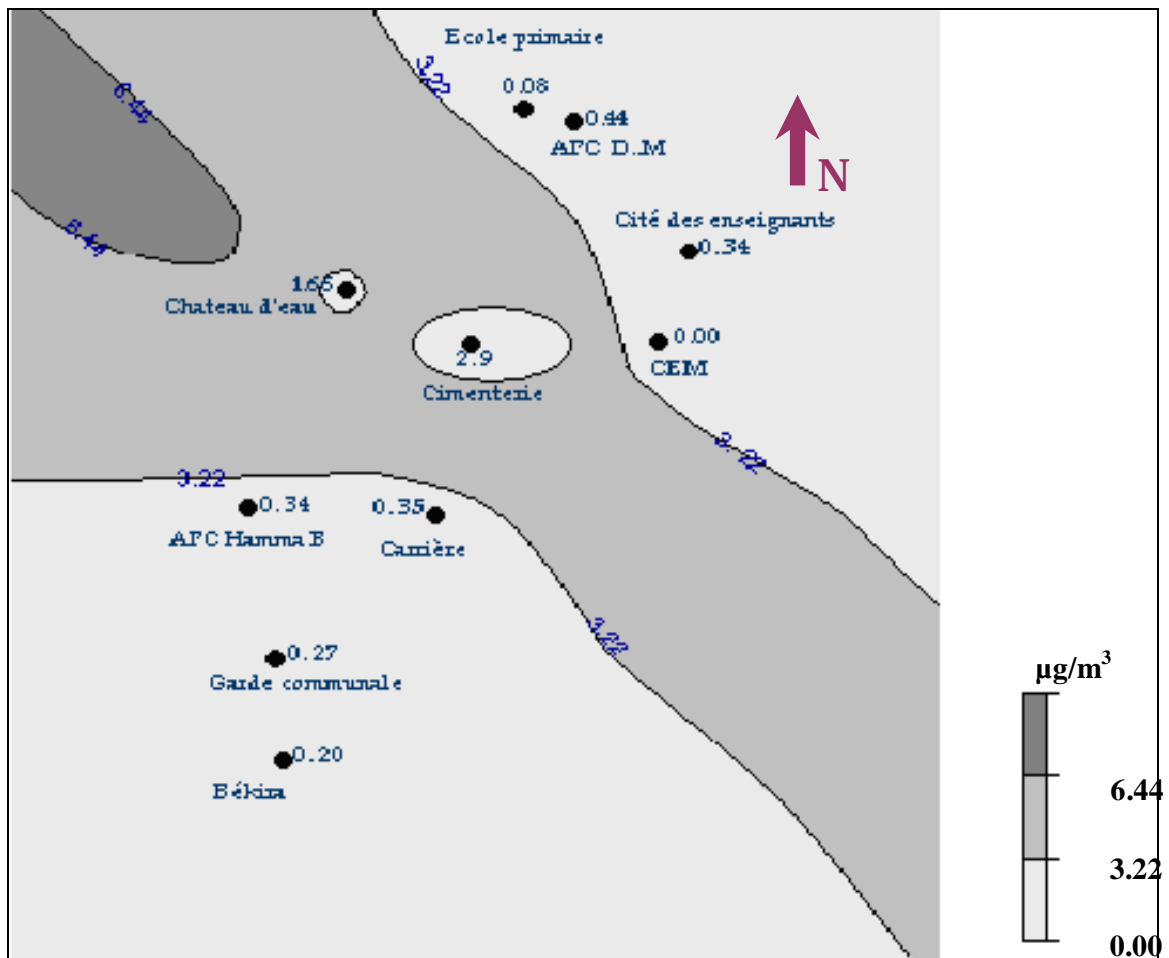 Ecole primaire
3.22
0.08
0.44
AFC D..M
N
6.44
Cité des enseignants
0.34
6.44
1.65
Chateau d'eau
0.00
CEM
2.9
Cimenterie
3.22
3.22
0.34
0.35
AFC Hamma B
Carrière
3.22
0.27
Garde communale
0.20
Békira
µg/m³
6.44
3.22
0.00